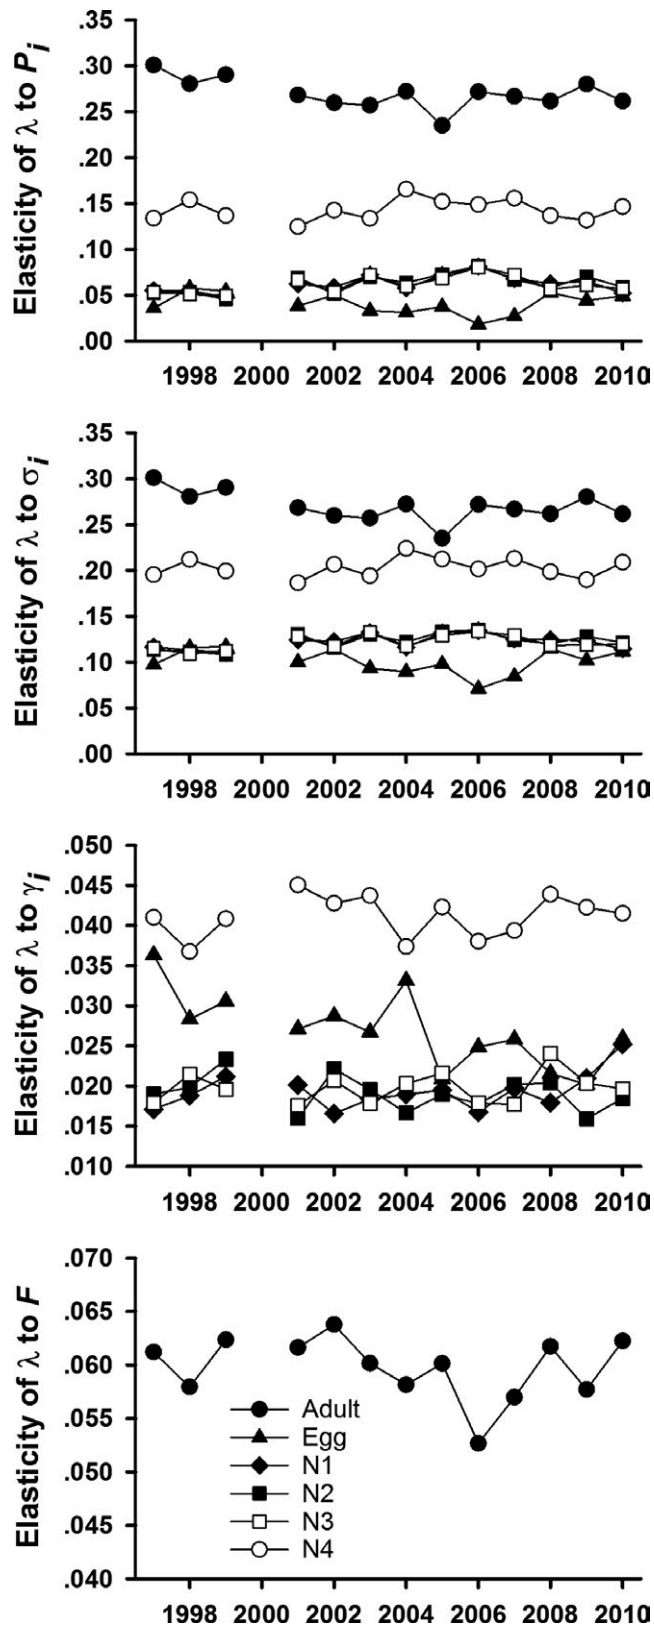 Elasticity of λ to Pi
.35
.30
.25
.20
.15
.10
.05
.00
1998 2000 2002 2004 2006 2008 2010
Elasticity of λ to σi
.35
.30
.25
.20
.15
.10
.05
.00
1998 2000 2002 2004 2006 2008 2010
Elasticity of λ to γi
.050
.045
.040
.035
.030
.025
.020
.015
.010
1998 2000 2002 2004 2006 2008 2010
Elasticity of λ to F
.070
.065
.060
.055
.050
.045
.040
Adult
Egg
N1
N2
N3
N4
1998 2000 2002 2004 2006 2008 2010